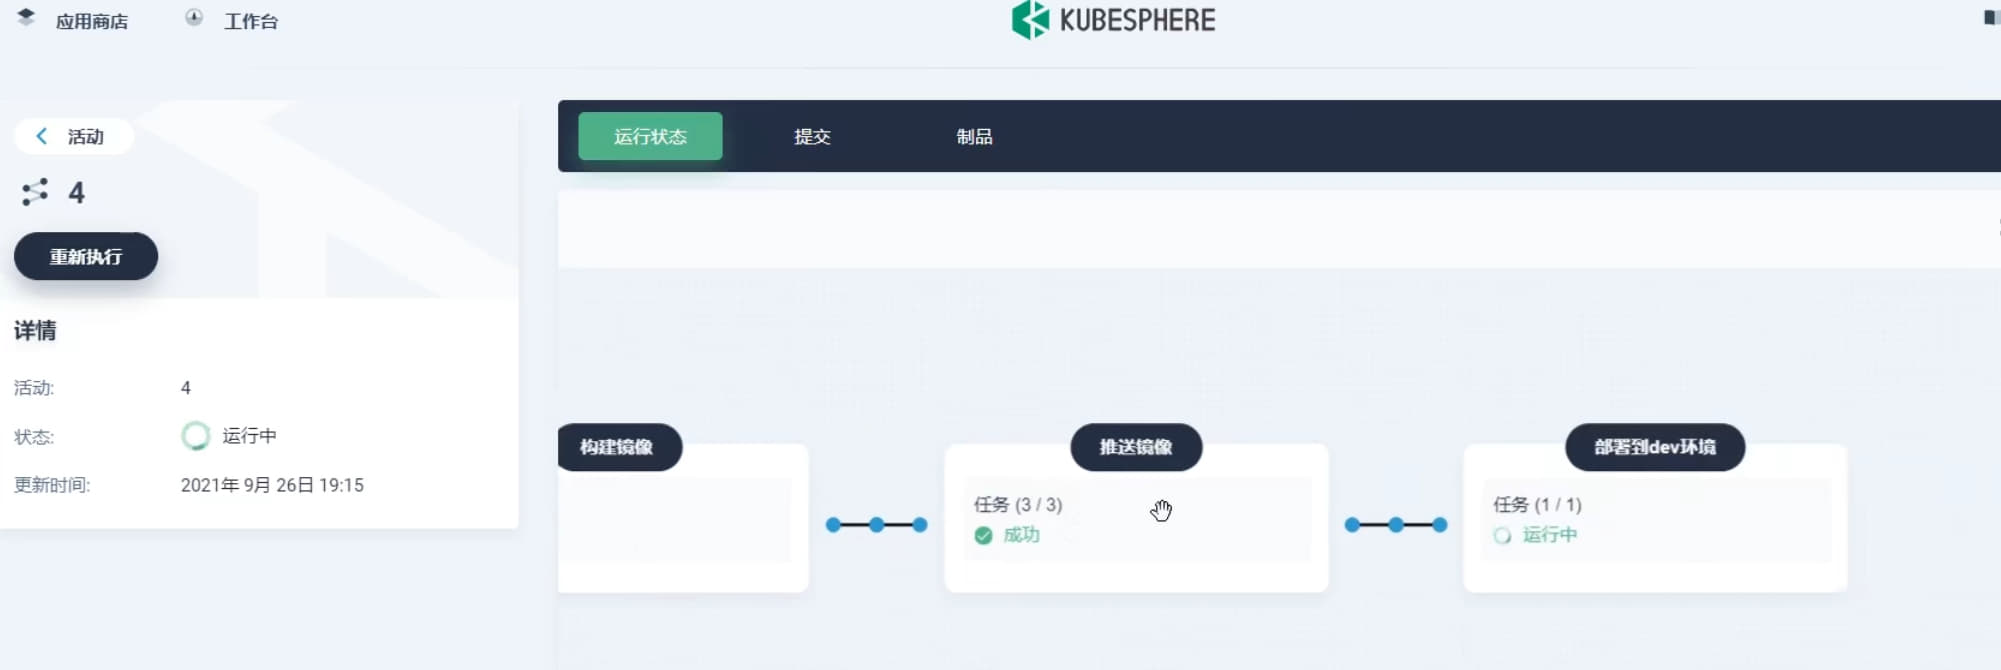 应用商店
工作台
KUBESPHERE
活动
4
重新执行
详情
活动: 4
状态: 运行中
更新时间: 2021年 9月 26日 19:15
运行状态
提交
制品
构建镜像
推送镜像
任务 (3 / 3)
成功
部署到dev环境
任务 (1 / 1)
运行中